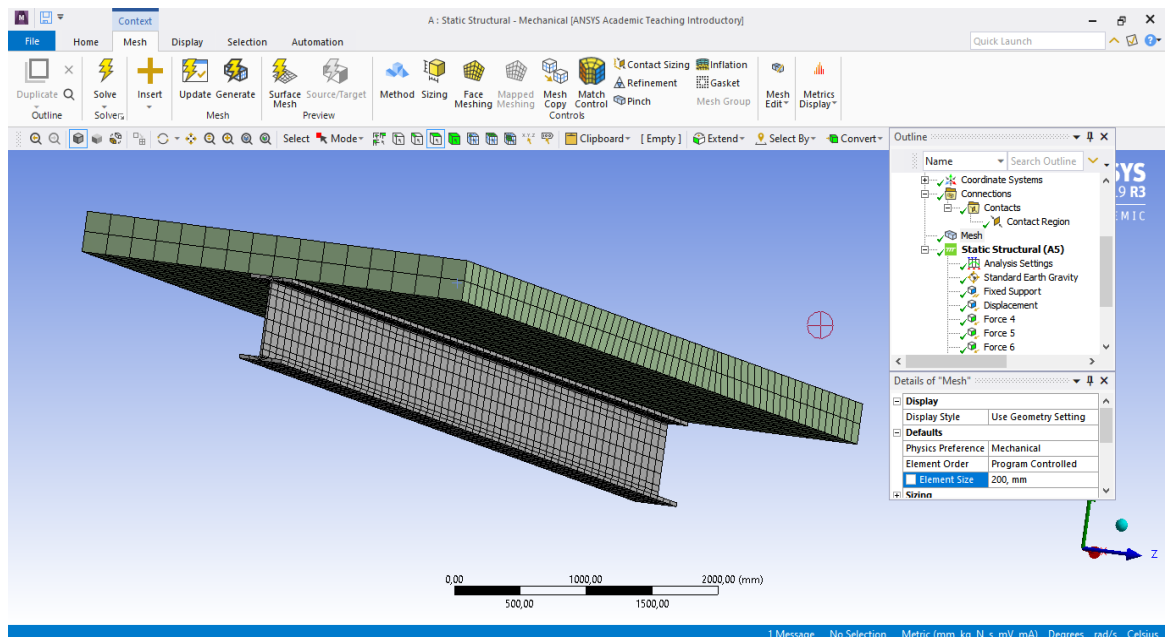 Context
A : Static Structural - Mechanical [ANSYS Academic Teaching Introductory]
File Home Mesh Display Selection Automation Quick Launch
Duplicate Solve Insert Update Generate Surface Mesh Source/Target Method Sizing Face Meshing Mapped Meshing Mesh Copy Match Control Contact Sizing Refinement Pinch Inflation Gasket Mesh Group Mesh Edit Metrics Display
Outline Solver Mesh Preview Controls
Select Mode Clipboard [ Empty ] Extend Select By Convert
Outline
Name Search Outline
Coordinate Systems
Connections
Contacts
Contact Region
Mesh
Static Structural (A5)
Analysis Settings
Standard Earth Gravity
Fixed Support
Displacement
Force 4
Force 5
Force 6
YS
9 R3
EMIC
Details of "Mesh"
Display
Display Style Use Geometry Setting
Defaults
Physics Preference Mechanical
Element Order Program Controlled
Element Size 200, mm
Sizing
Z
0,00 1000,00 2000,00 (mm)
500,00 1500,00
1 Message No Selection Metric (mm, kg, N, s, mV, mA) Degrees rad/s Celsius